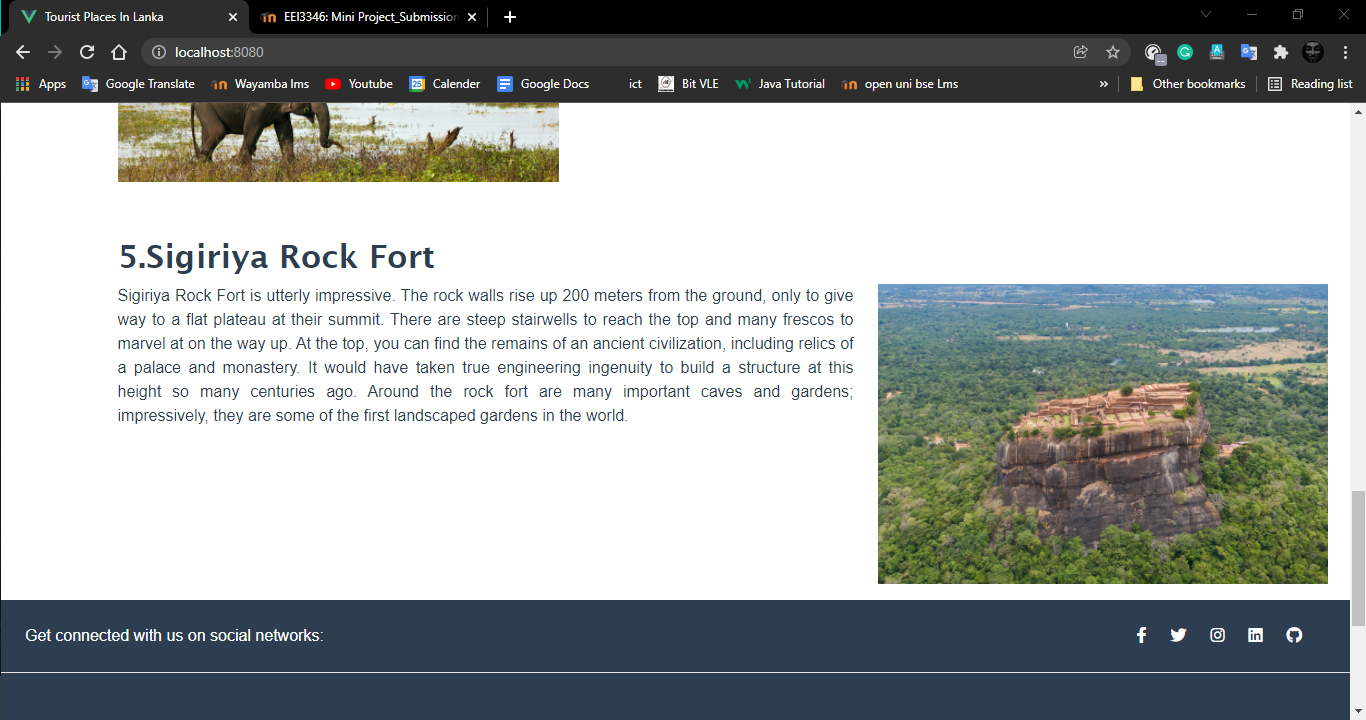 Tourist Places In Lanka
EEI3346: Mini Project_Submission
localhost:8080
Apps
Google Translate
Wayamba lms
Youtube
Calender
Google Docs
ict
Bit VLE
Java Tutorial
open uni bse Lms
»
Other bookmarks
Reading list
5.Sigiriya Rock Fort
Sigiriya Rock Fort is utterly impressive. The rock walls rise up 200 meters from the ground, only to give
way to a flat plateau at their summit. There are steep stairwells to reach the top and many frescos to
marvel at on the way up. At the top, you can find the remains of an ancient civilization, including relics of
a palace and monastery. It would have taken true engineering ingenuity to build a structure at this
height so many centuries ago. Around the rock fort are many important caves and gardens;
impressively, they are some of the first landscaped gardens in the world.
Get connected with us on social networks: